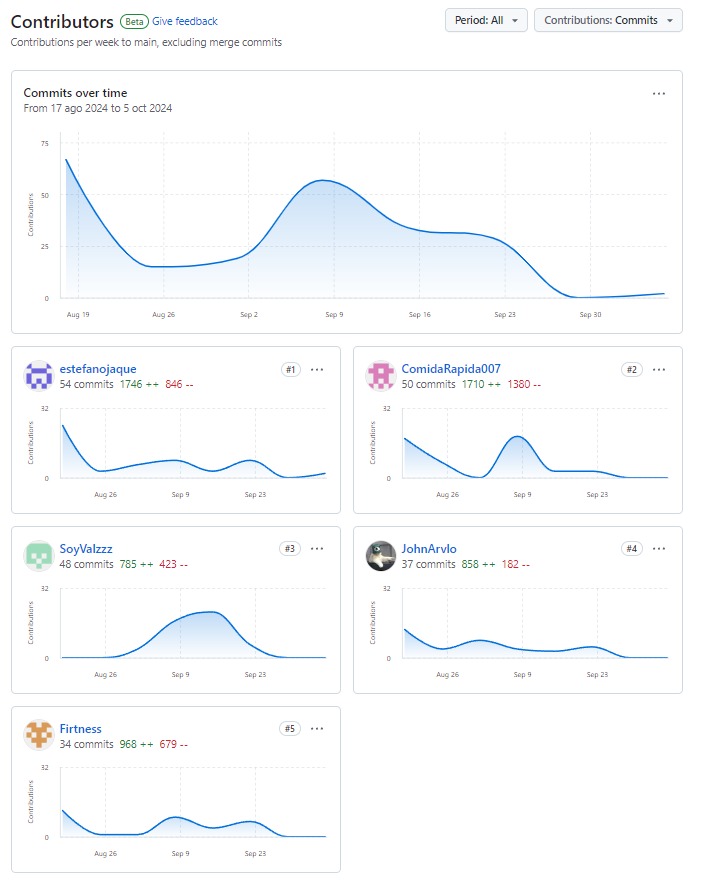 Contributors Beta Give feedback
Period: All
Contributions: Commits
Contributions per week to main, excluding merge commits
Commits over time
From 17 ago 2024 to 5 oct 2024
Contributions
75
50
25
0
Aug 19 Aug 26 Sep 2 Sep 9 Sep 16 Sep 23 Sep 30
estefanojaque #1
54 commits 1746 ++ 846 --
Contributions
32
0
Aug 26 Sep 9 Sep 23
ComidaRapida007 #2
50 commits 1710 ++ 1380 --
Contributions
32
0
Aug 26 Sep 9 Sep 23
SoyValzzz #3
48 commits 785 ++ 423 --
Contributions
32
0
Aug 26 Sep 9 Sep 23
JohnArvlo #4
37 commits 858 ++ 182 --
Contributions
32
0
Aug 26 Sep 9 Sep 23
Firtness #5
34 commits 968 ++ 679 --
Contributions
32
0
Aug 26 Sep 9 Sep 23